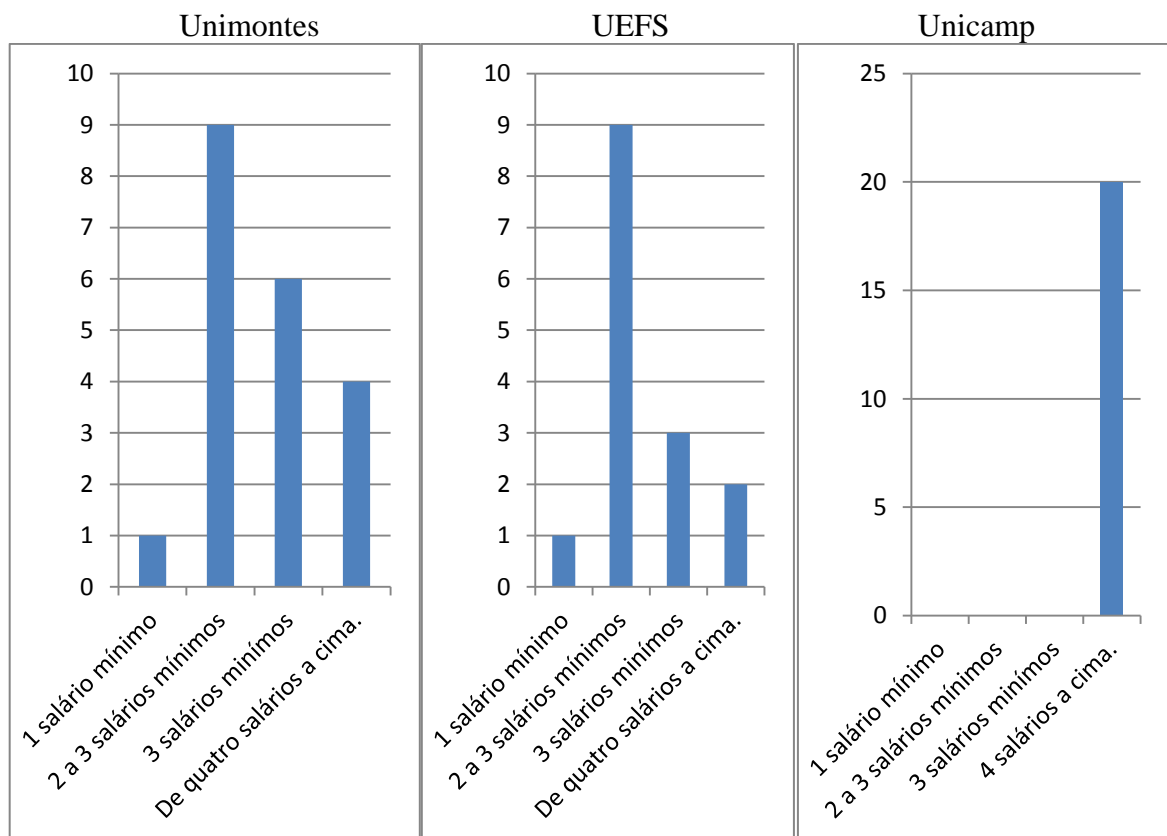 Unimontes
10
9
8
7
6
5
4
3
2
1
0
1 salário mínimo
2 a 3 salários mínimos
3 salários minímos
De quatro salários a cima.
UEFS
10
9
8
7
6
5
4
3
2
1
0
1 salário mínimo
2 a 3 salários mínimos
3 salários minímos
De quatro salários a cima.
Unicamp
25
20
15
10
5
0
1 salário mínimo
2 a 3 salários mínimos
3 salários minímos
4 salários a cima.